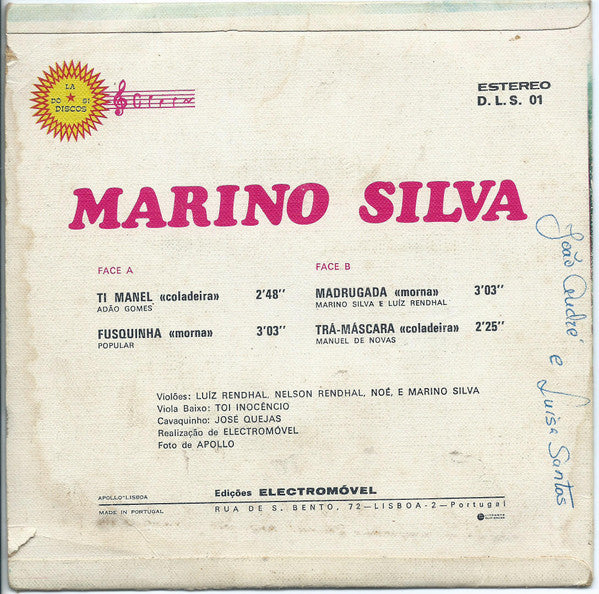 LA
DO SI
DISCOS
ESTEREO
D. L. S. 01
MARINO SILVA
FACE A
TI MANEL «coladeira» 2'48''
ADÃO GOMES
FUSQUINHA «morna» 3'03''
POPULAR
FACE B
MADRUGADA «morna» 3'03''
MARINO SILVA E LUÍZ RENDHAL
TRÁ-MÁSCARA «coladeira» 2'25''
MANUEL DE NOVAS
João André e Luisa Santos
Violões: LUÍZ RENDHAL, NELSON RENDHAL, NOÉ, E MARINO SILVA
Viola Baixo: TOI INOCÊNCIO
Cavaquinho: JOSÉ QUEJAS
Realização de ELECTROMÓVEL
Foto de APOLLO
APOLLO-LISBOA
MADE IN PORTUGAL
Edições ELECTROMÓVEL
RUA DE S. BENTO, 72—LISBOA-2—Portugal